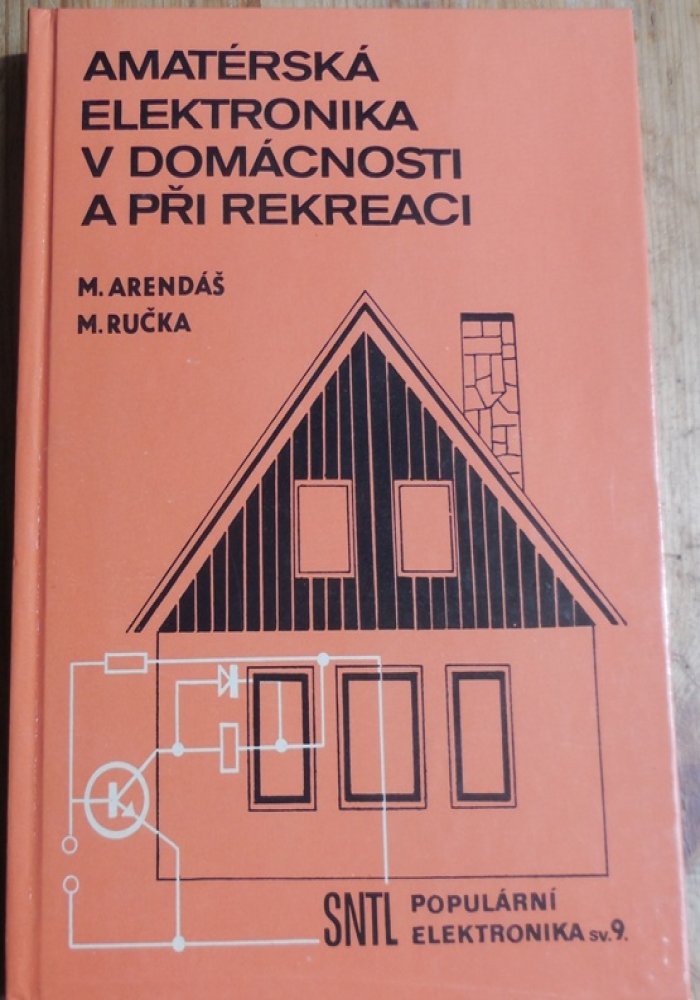 AMATÉRSKÁ
ELEKTRONIKA
V DOMÁCNOSTI
A PŘI REKREACI
M. ARENDÁŠ
M. RUČKA
SNTL POPULÁRNÍ
ELEKTRONIKA sv.9.